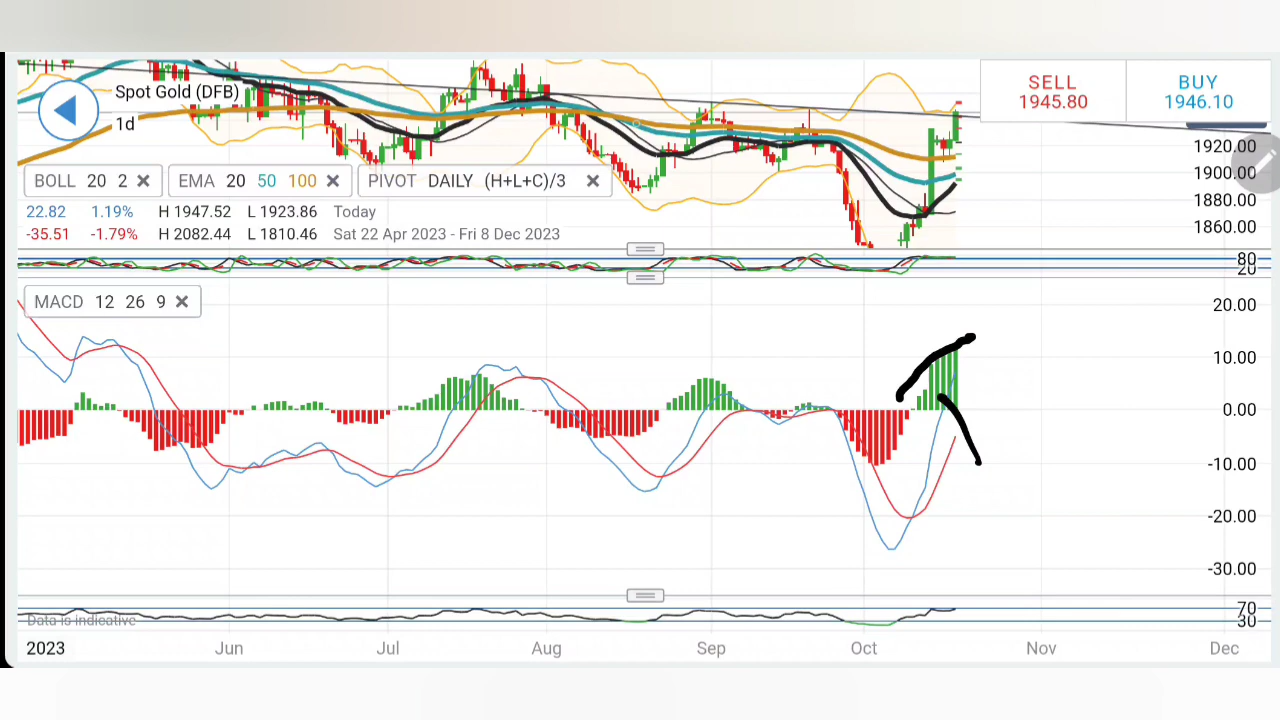 Spot Gold (DFB)
1d
SELL
1945.80
BUY
1946.10
1920.00
1900.00
1880.00
1860.00
BOLL 20 2 ×
EMA 20 50 100 ×
PIVOT DAILY (H+L+C)/3 ×
22.82 1.19% H 1947.52 L 1923.86 Today
-35.51 -1.79% H 2082.44 L 1810.46 Sat 22 Apr 2023 - Fri 8 Dec 2023
80
20
MACD 12 26 9 ×
20.00
10.00
0.00
-10.00
-20.00
-30.00
70
30
Data is indicative
2023 Jun Jul Aug Sep Oct Nov Dec